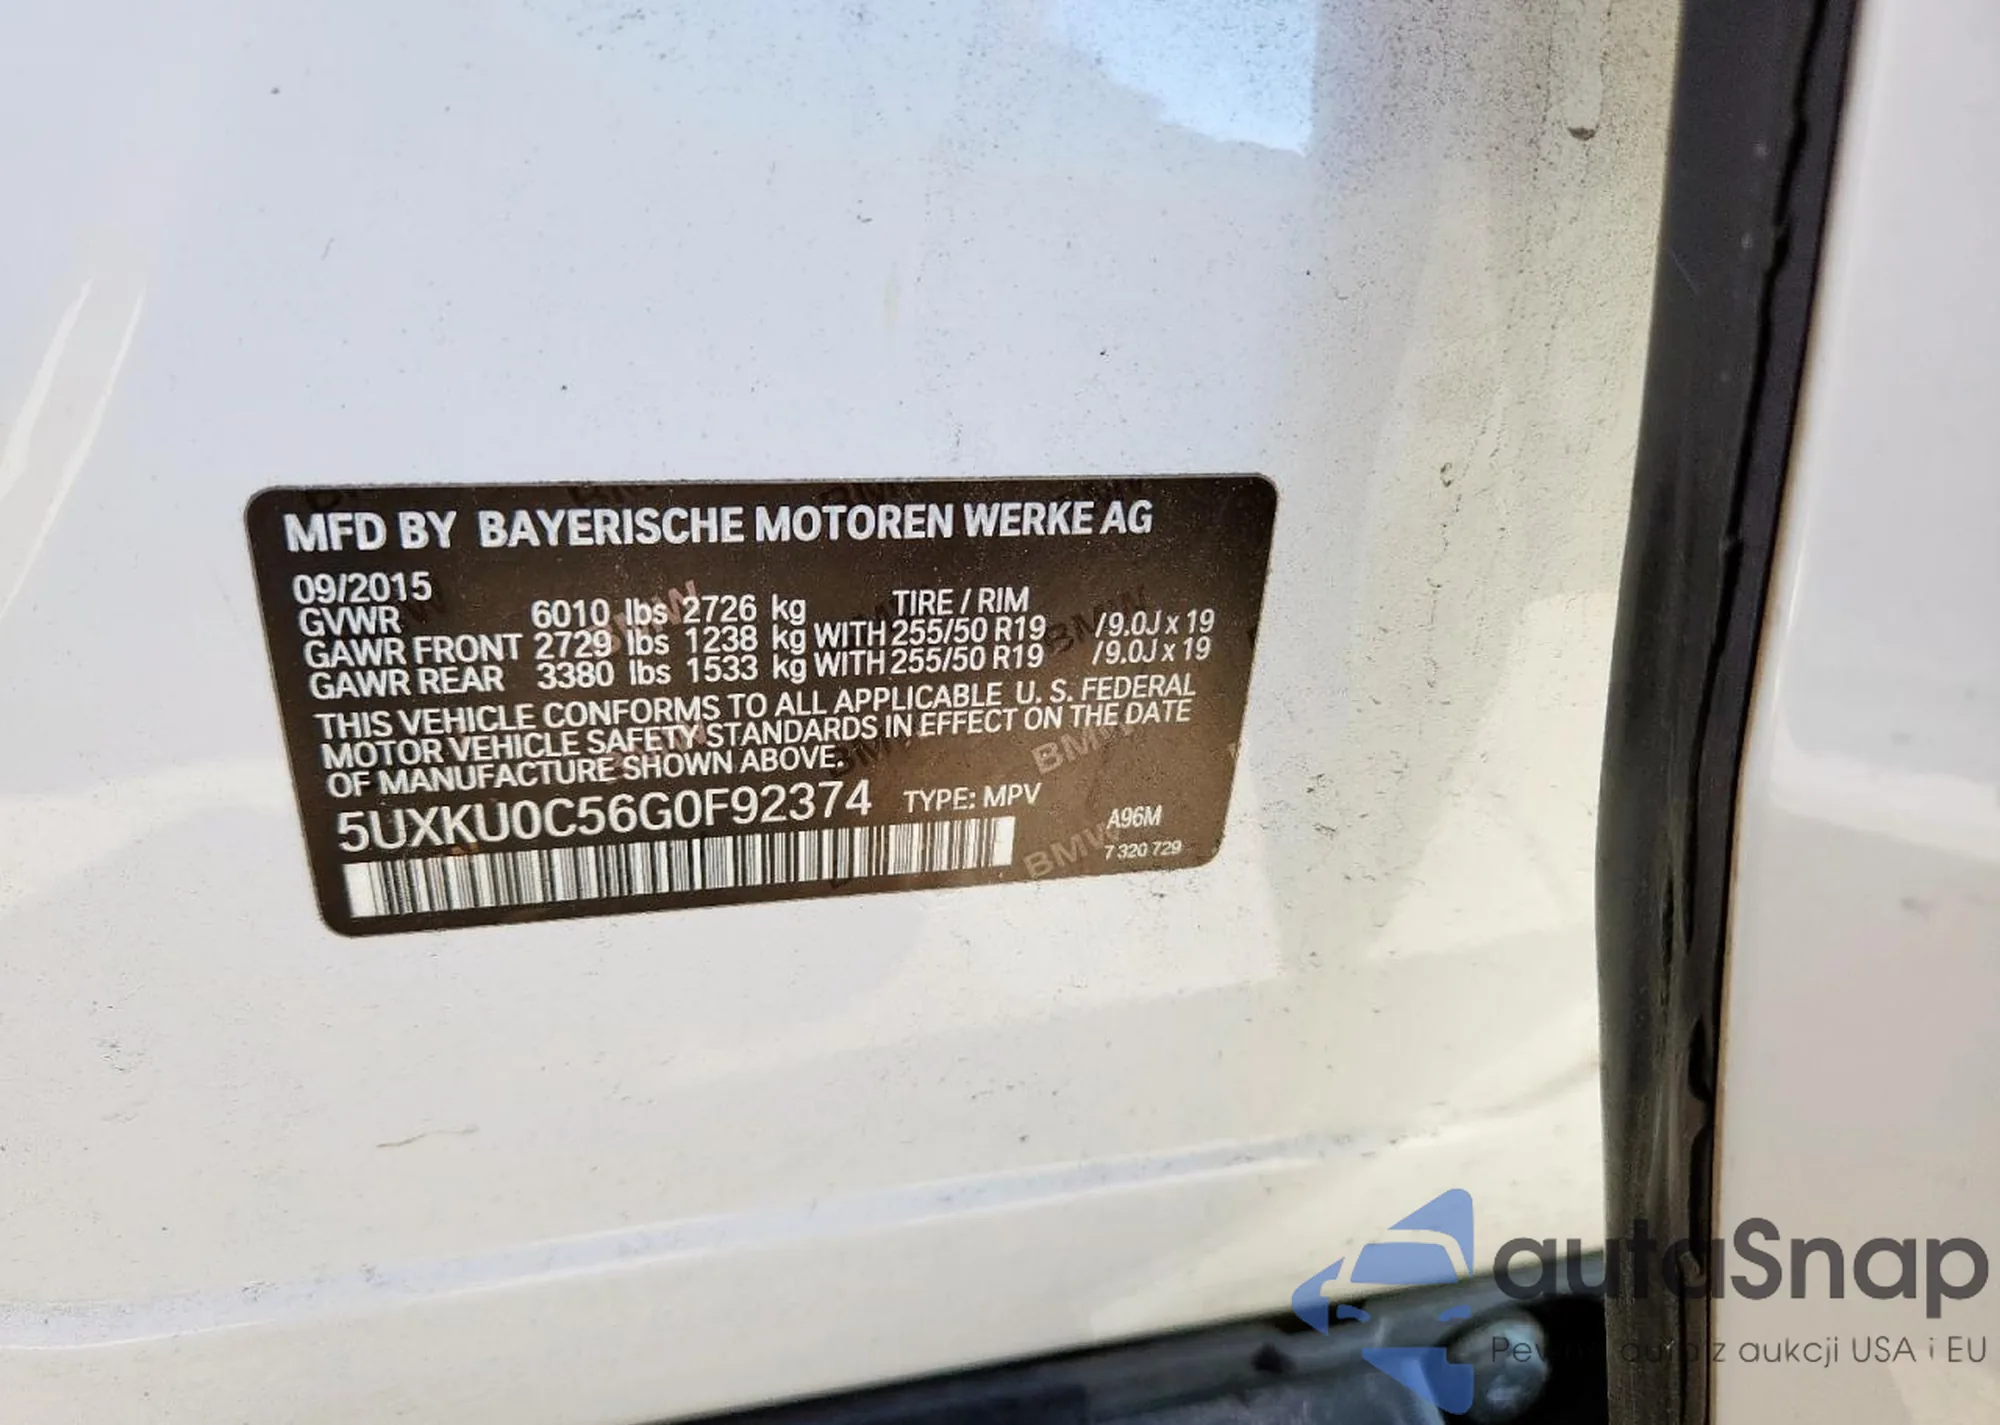 MFD BY BAYERISCHE MOTOREN WERKE AG
09/2015
GVWR 6010 lbs 2726 kg TIRE / RIM
GAWR FRONT 2729 lbs 1238 kg WITH 255/50 R19 /9.0J x 19
GAWR REAR 3380 lbs 1533 kg WITH 255/50 R19 /9.0J x 19
THIS VEHICLE CONFORMS TO ALL APPLICABLE U. S. FEDERAL
MOTOR VEHICLE SAFETY STANDARDS IN EFFECT ON THE DATE
OF MANUFACTURE SHOWN ABOVE.
5UXKU0C56G0F92374 TYPE: MPV
A96M
7 320 729
autaSnap
Pewne auta z aukcji USA i EU